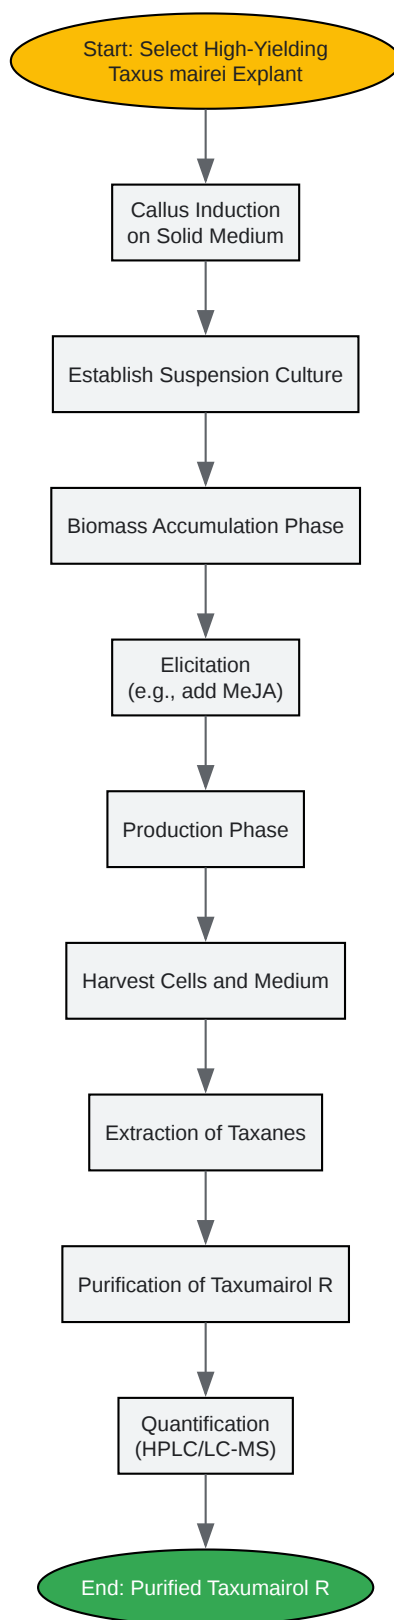 Start: Select High-Yielding
Taxus mairei Explant
Callus Induction
on Solid Medium
Establish Suspension Culture
Biomass Accumulation Phase
Elicitation
(e.g., add MeJA)
Production Phase
Harvest Cells and Medium
Extraction of Taxanes
Purification of Taxumairol R
Quantification
(HPLC/LC-MS)
End: Purified Taxumairol R